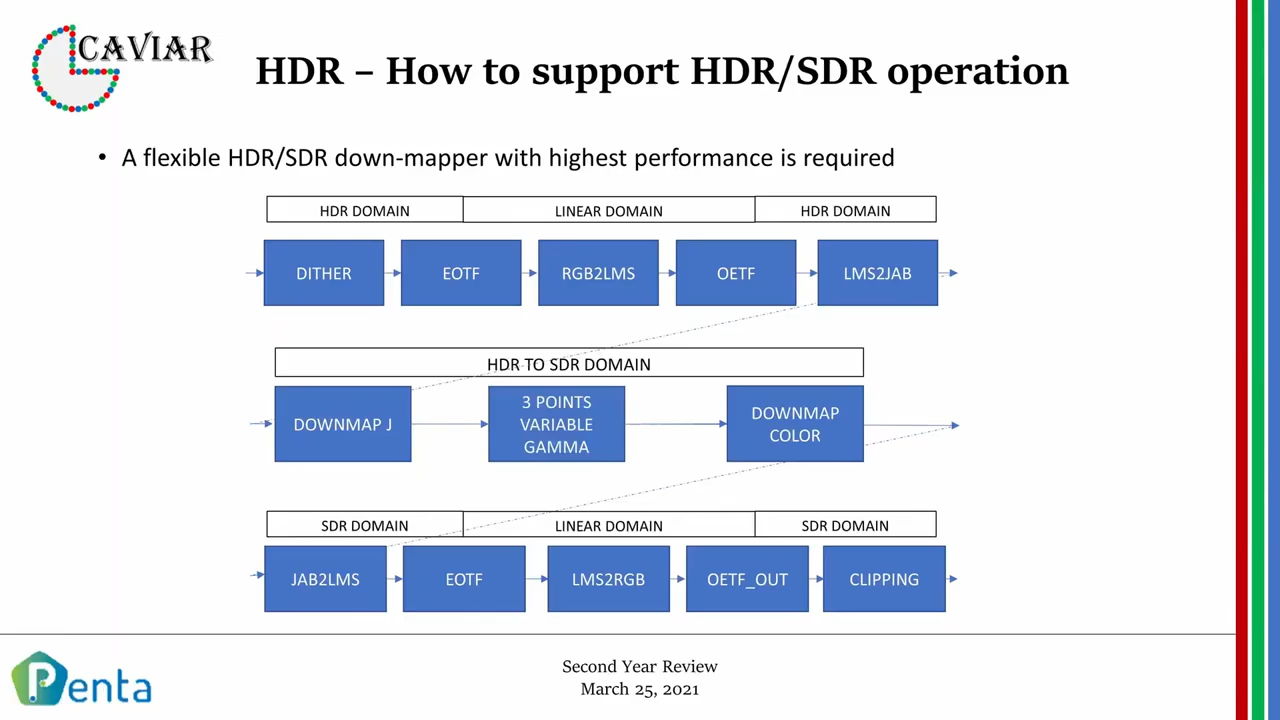 CAVIAR
HDR – How to support HDR/SDR operation
• A flexible HDR/SDR down-mapper with highest performance is required
HDR DOMAIN LINEAR DOMAIN HDR DOMAIN
DITHER EOTF RGB2LMS OETF LMS2JAB
HDR TO SDR DOMAIN
DOWNMAP J
3 POINTS
VARIABLE
GAMMA
DOWNMAP
COLOR
SDR DOMAIN LINEAR DOMAIN SDR DOMAIN
JAB2LMS EOTF LMS2RGB OETF_OUT CLIPPING
Penta
Second Year Review
March 25, 2021